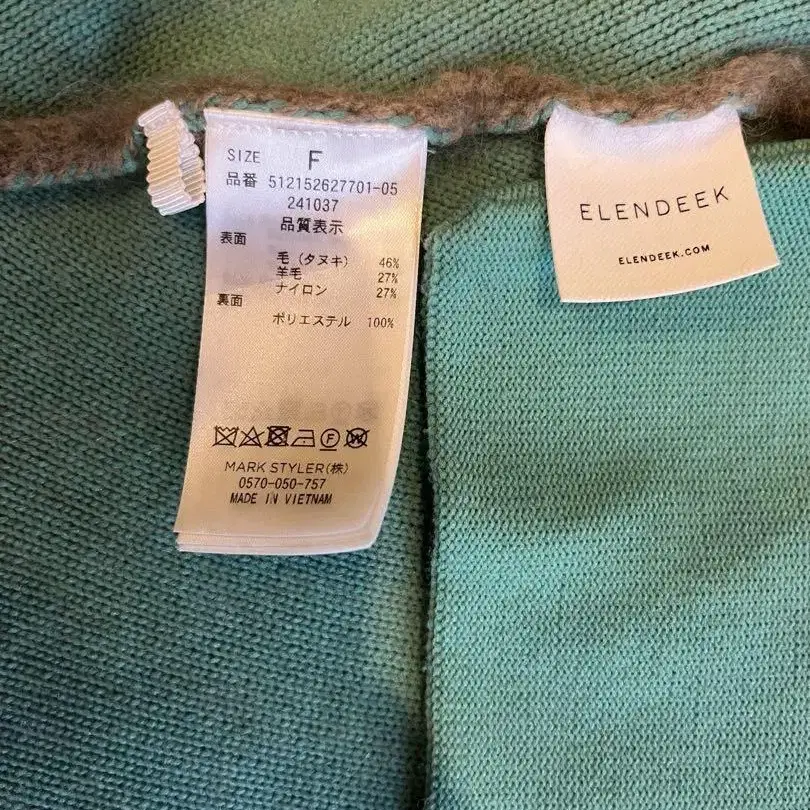 SIZE F
品番 512152627701-05
241037
品質表示
表面
毛(タヌキ) 46%
羊毛 27%
ナイロン 27%
裏面
ポリエステル 100%
MARK STYLER(株)
0570-050-757
MADE IN VIETNAM
ELENDEEK
ELENDEEK.COM